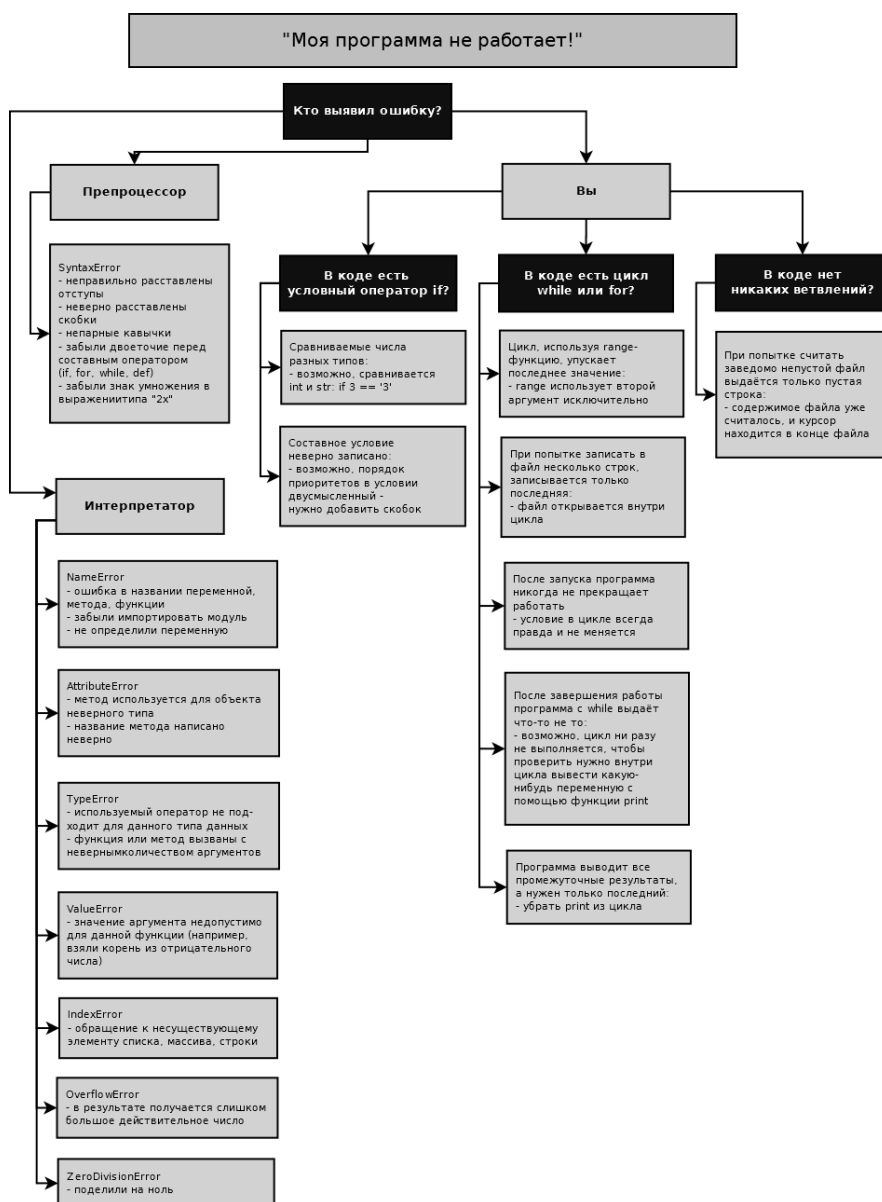 "Моя программа не работает!"
Кто выявил ошибку?
Препроцессор
SyntaxError
- неправильно расставлены
отступы
- неверно расставлены
скобки
- непарные кавычки
- забыли двоеточие перед
составным оператором
(if, for, while, def)
- забыли знак умножения в
выражениитипа "2x"
Интерпретатор
NameError
- ошибка в названии переменной,
метода, функции
- забыли импортировать модуль
- не определили переменную
AttributeError
- метод используется для объекта
неверного типа
- название метода написано
неверно
TypeError
- используемый оператор не под-
ходит для данного типа данных
- функция или метод вызваны с
невернымколичеством аргументов
ValueError
- значение аргумента недопустимо
для данной функции (например,
взяли корень из отрицательного
числа)
IndexError
- обращение к несуществующему
элементу списка, массива, строки
OverflowError
- в результате получается слишком
большое действительное число
ZeroDivisionError
- поделили на ноль
Вы
В коде есть
условный оператор if?
Сравниваемые числа
разных типов:
- возможно, сравнивается
int и str: if 3 == '3'
Составное условие
неверно записано:
- возможно, порядок
приоритетов в условии
двусмысленный -
нужно добавить скобок
В коде есть цикл
while или for?
Цикл, используя range-
функцию, упускает
последнее значение:
- range использует второй
аргумент исключительно
При попытке записать в
файл несколько строк,
записывается только
последняя:
- файл открывается внутри
цикла
После запуска программа
никогда не прекращает
работать
- условие в цикле всегда
правда и не меняется
После завершения работы
программа с while выдаёт
что-то не то:
- возможно, цикл ни разу
не выполняется, чтобы
проверить нужно внутри
цикла вывести какую-
нибудь переменную с
помощью функции print
Программа выводит все
промежуточные результаты,
а нужен только последний:
- убрать print из цикла
В коде нет
никаких ветвлений?
При попытке считать
заведомо непустой файл
выдаётся только пустая
строка:
- содержимое файла уже
считалось, и курсор
находится в конце файла